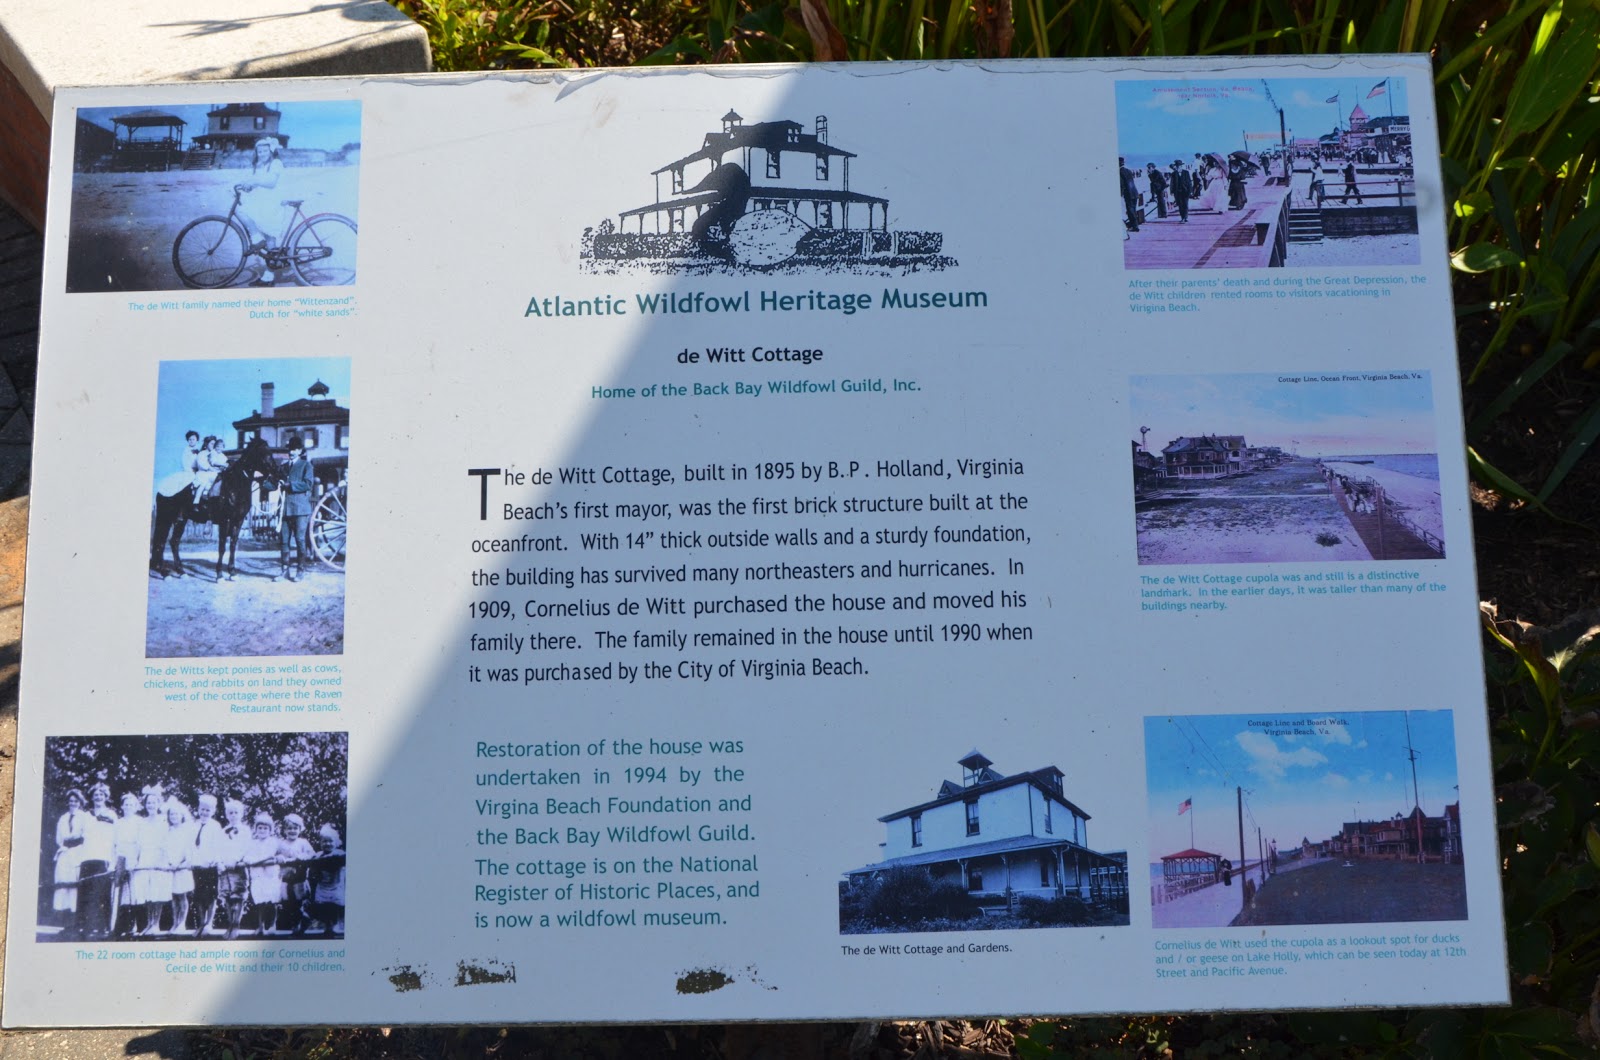 The de Witt family named their home "Wittenzand".
Dutch for "white sands".
The de Witts kept ponies as well as cows,
chickens, and rabbits on land they owned
west of the cottage where the Raven
Restaurant now stands.
The 22 room cottage had ample room for Cornelius and
Cecile de Witt and their 10 children.
Atlantic Wildfowl Heritage Museum
de Witt Cottage
Home of the Back Bay Wildfowl Guild, Inc.
The de Witt Cottage, built in 1895 by B.P. Holland, Virginia
Beach's first mayor, was the first brick structure built at the
oceanfront. With 14" thick outside walls and a sturdy foundation,
the building has survived many northeasters and hurricanes. In
1909, Cornelius de Witt purchased the house and moved his
family there. The family remained in the house until 1990 when
it was purchased by the City of Virginia Beach.
Restoration of the house was
undertaken in 1994 by the
Virgina Beach Foundation and
the Back Bay Wildfowl Guild.
The cottage is on the National
Register of Historic Places, and
is now a wildfowl museum.
The de Witt Cottage and Gardens.
Amusement Section, Va. Beach,
After their parents' death and during the Great Depression, the
de Witt children rented rooms to visitors vacationing in
Virigina Beach.
Cottage Line, Ocean Front, Virginia Beach, Va.
The de Witt Cottage cupola was and still is a distinctive
landmark. In the earlier days, it was taller than many of the
buildings nearby.
Cottage Line and Board Walk,
Virginia Beach, Va.
Cornelius de Witt used the cupola as a lookout spot for ducks
and / or geese on Lake Holly, which can be seen today at 12th
Street and Pacific Avenue.